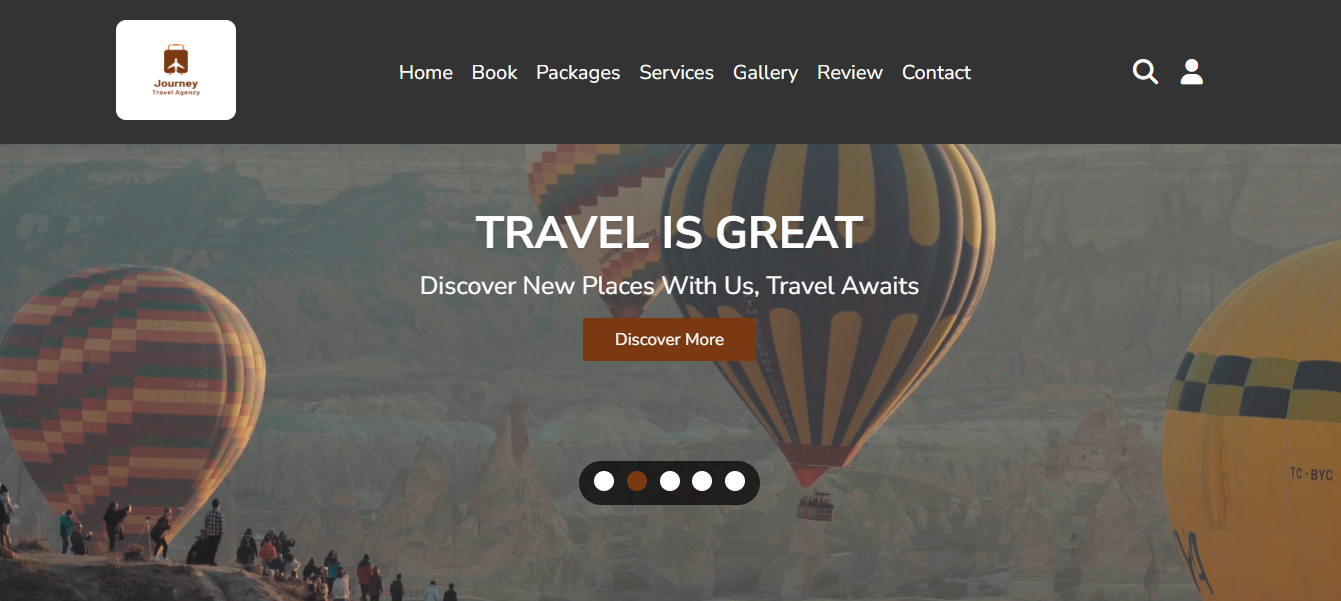 Journey
Travel Agency
Home Book Packages Services Gallery Review Contact
TRAVEL IS GREAT
Discover New Places With Us, Travel Awaits
Discover More
TC-BYC